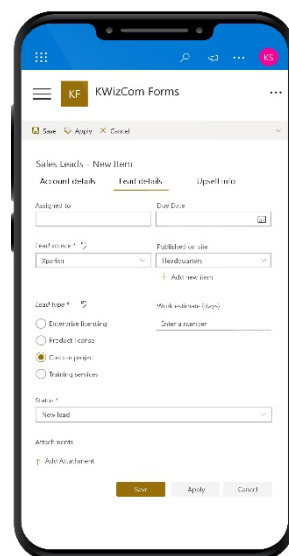 KS
KF KWizCom Forms
Save Apply Cancel
Sales Leads - New Item
Account details Lead details Upsell info
Assigned to Due Date
Lead source * Published on site
Xperion Headquarters
Add new item
Lead type * Work estimate (days)
Enterprise licensing Enter a number
Product license
Custom project
Training services
Status *
New lead
Attachments
Add Attachment
Save Apply Cancel